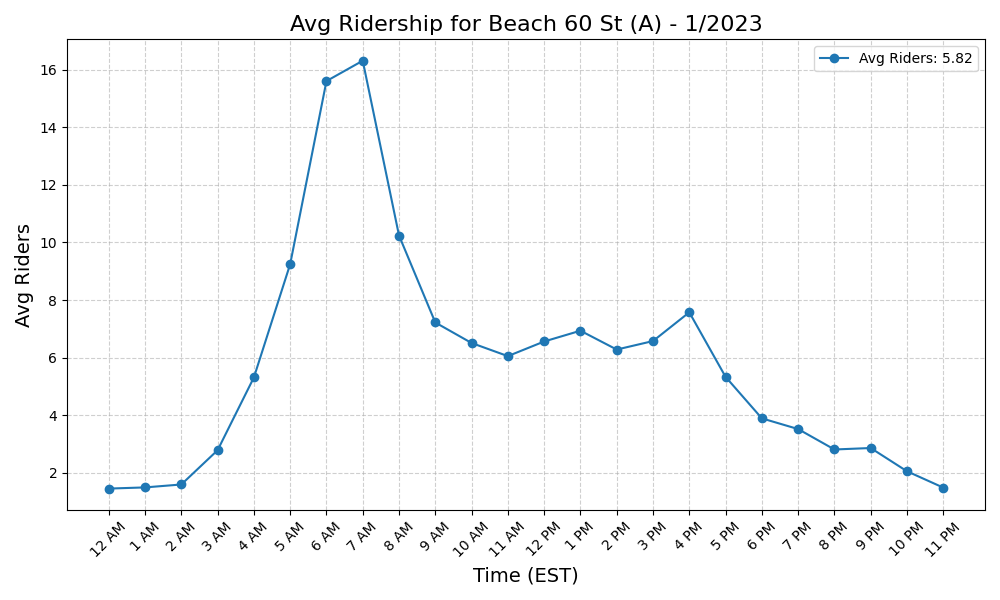 Avg Ridership for Beach 60 St (A) - 1/2023
Avg Riders: 5.82
Avg Riders
16
14
12
10
8
6
4
2
12 AM
1 AM
2 AM
3 AM
4 AM
5 AM
6 AM
7 AM
8 AM
9 AM
10 AM
11 AM
12 PM
1 PM
2 PM
3 PM
4 PM
5 PM
6 PM
7 PM
8 PM
9 PM
10 PM
11 PM
Time (EST)